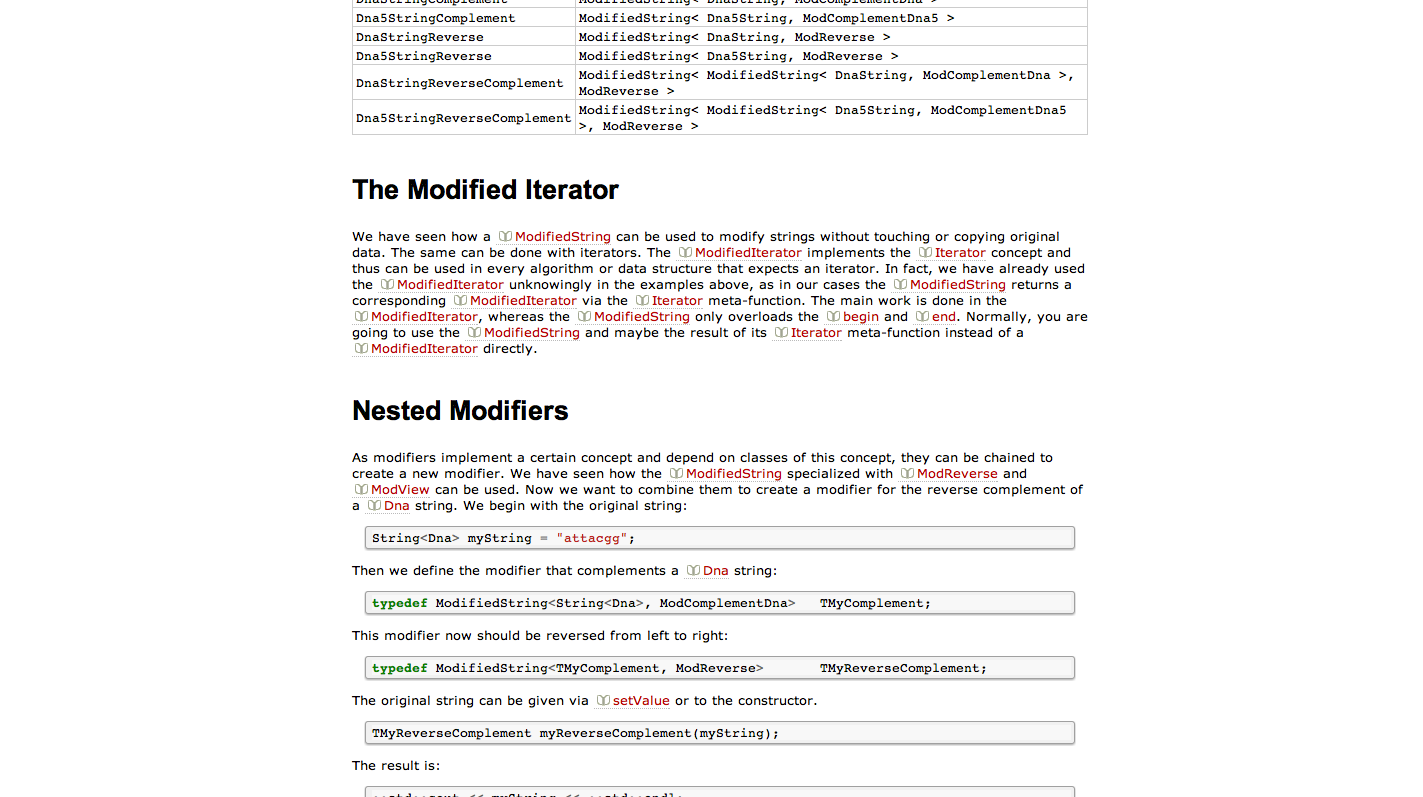 DnaStringComplement ModifiedString< DnaString, ModComplementDna >
Dna5StringComplement ModifiedString< Dna5String, ModComplementDna5 >
DnaStringReverse ModifiedString< DnaString, ModReverse >
Dna5StringReverse ModifiedString< Dna5String, ModReverse >
DnaStringReverseComplement ModifiedString< ModifiedString< DnaString, ModComplementDna >,
ModReverse >
Dna5StringReverseComplement ModifiedString< ModifiedString< Dna5String, ModComplementDna5
>, ModReverse >
The Modified Iterator
We have seen how a ModifiedString can be used to modify strings without touching or copying original
data. The same can be done with iterators. The ModifiedIterator implements the Iterator concept and
thus can be used in every algorithm or data structure that expects an iterator. In fact, we have already used
the ModifiedIterator unknowingly in the examples above, as in our cases the ModifiedString returns a
corresponding ModifiedIterator via the Iterator meta-function. The main work is done in the
ModifiedIterator, whereas the ModifiedString only overloads the begin and end. Normally, you are
going to use the ModifiedString and maybe the result of its Iterator meta-function instead of a
ModifiedIterator directly.
Nested Modifiers
As modifiers implement a certain concept and depend on classes of this concept, they can be chained to
create a new modifier. We have seen how the ModifiedString specialized with ModReverse and
ModView can be used. Now we want to combine them to create a modifier for the reverse complement of
a Dna string. We begin with the original string:
String<Dna> myString = "attacgg";
Then we define the modifier that complements a Dna string:
typedef ModifiedString<String<Dna>, ModComplementDna> TMyComplement;
This modifier now should be reversed from left to right:
typedef ModifiedString<TMyComplement, ModReverse> TMyReverseComplement;
The original string can be given via setValue or to the constructor.
TMyReverseComplement myReverseComplement(myString);
The result is: